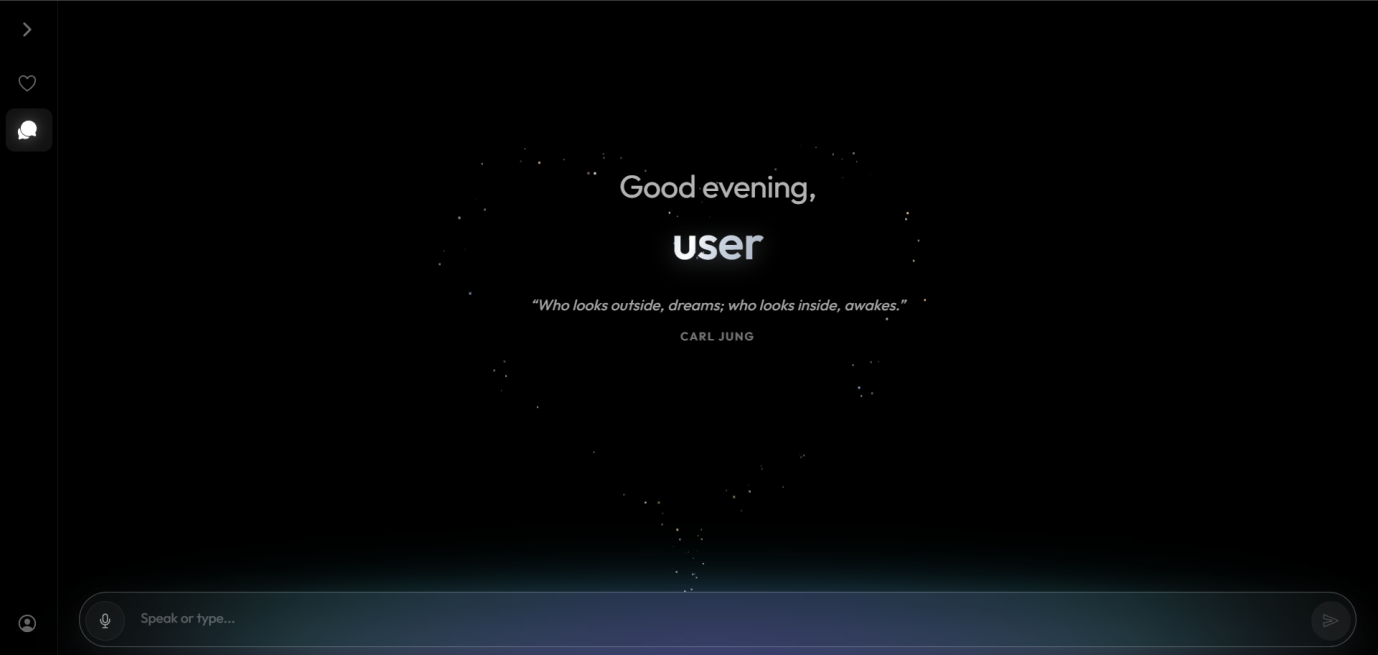 Good evening,
user
“Who looks outside, dreams; who looks inside, awakes.”
CARL JUNG
Speak or type...